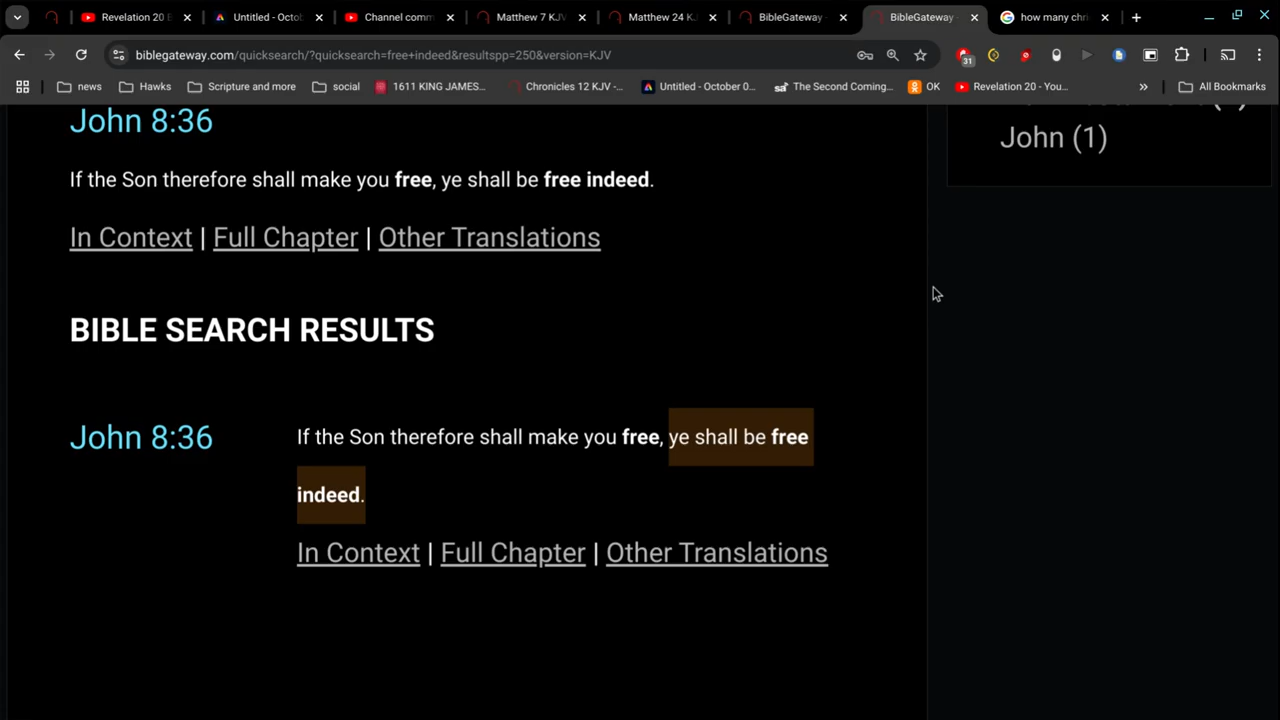 Revelation 20 E
Untitled - Octob
Channel comm
Matthew 7 KJV
Matthew 24 KJ
BibleGateway -
BibleGateway -
how many chri
biblegateway.com/quicksearch/?quicksearch=free+indeed&resultspp=250&version=KJV
31
news
Hawks
Scripture and more
social
1611 KING JAMES...
Chronicles 12 KJV -...
Untitled - October 0...
sa
The Second Coming...
OK
Revelation 20 - You...
»
All Bookmarks
John 8:36
John (1)
If the Son therefore shall make you free, ye shall be free indeed.
In Context | Full Chapter | Other Translations
BIBLE SEARCH RESULTS
John 8:36
If the Son therefore shall make you free, ye shall be free
indeed.
In Context | Full Chapter | Other Translations